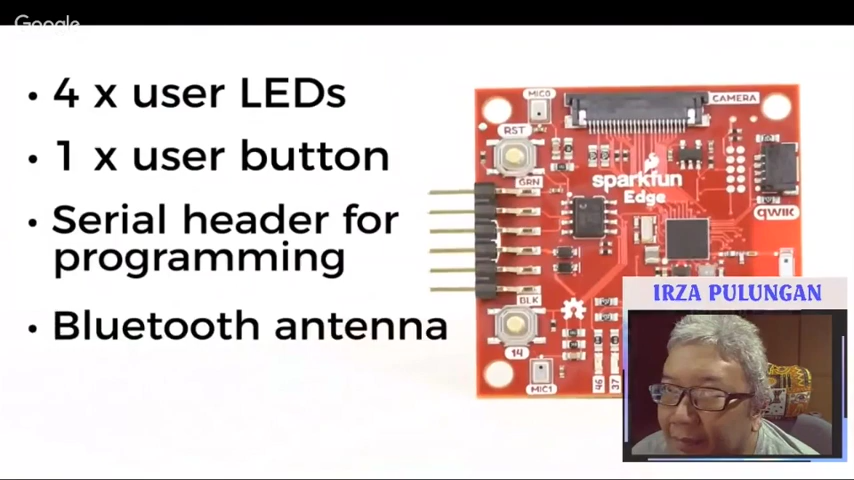 Google
• 4 x user LEDs
• 1 x user button
• Serial header for
programming
• Bluetooth antenna
MIC0
CAMERA
RST
GRN
sparkfun
Edge
qwiic
BLK
14
MIC1
46
37
IRZA PULUNGAN